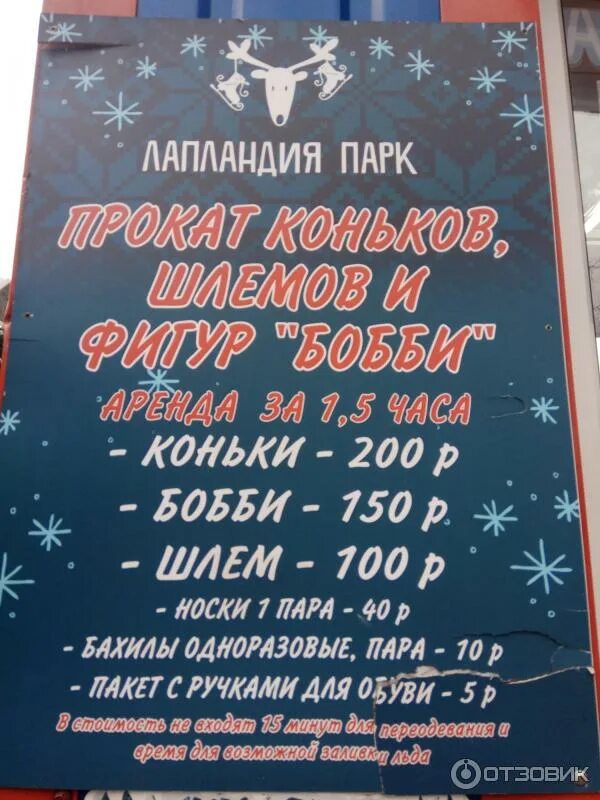 ЛАПЛАНДИЯ ПАРК
ПРОКАТ КОНЬКОВ,
ШЛЕМОВ И
ФИГУР "БОББИ"
АРЕНДА ЗА 1,5 ЧАСА
- КОНЬКИ - 200 р
- БОББИ - 150 р
- ШЛЕМ - 100 р
- НОСКИ 1 ПАРА - 40 р
- БАХИЛЫ ОДНОРАЗОВЫЕ, ПАРА - 10 р
- ПАКЕТ С РУЧКАМИ ДЛЯ ОБУВИ - 5 р
В стоимость не входят 15 минут для переодевания и
время для возможной заливки льда
ОТЗОВИК